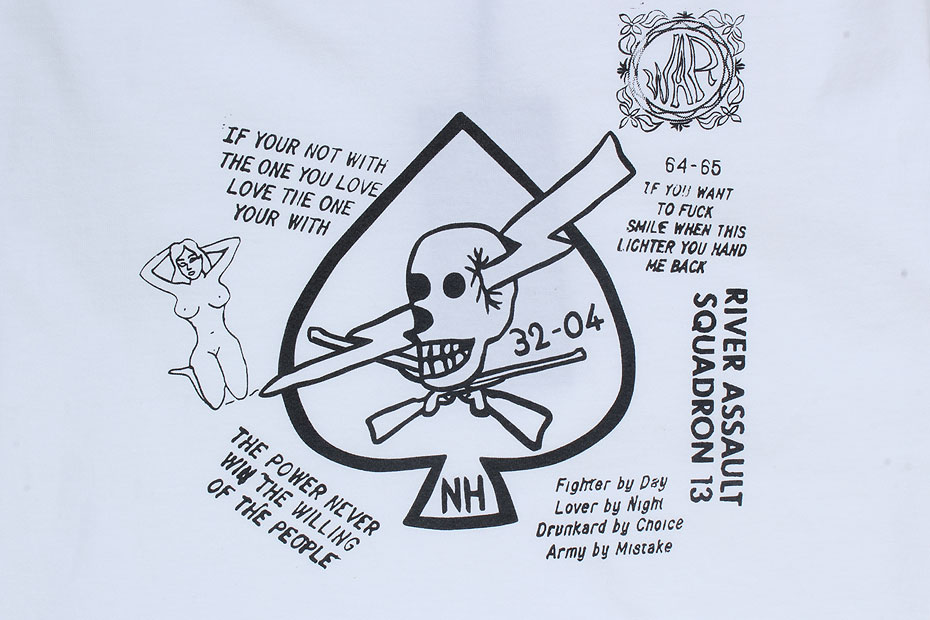 WAR
IF YOUR NOT WITH
THE ONE YOU LOVE
LOVE THE ONE
YOUR WITH
64-65
IF YOU WANT
TO FUCK
SMILE WHEN THIS
LIGHTER YOU HAND
ME BACK
32-04
RIVER ASSAULT
SQUADRON 13
THE POWER NEVER
WIN THE WILLING
OF THE PEOPLE
NH
Fighter by Day
Lover by Night
Drunkard by Choice
Army by Mistake